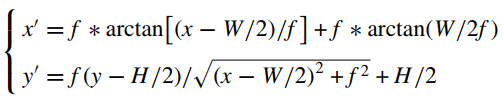 x′ = f * arctan[(x − W/2)/f] + f * arctan(W/2f)
y′ = f(y − H/2)/√(x − W/2)² + f² + H/2